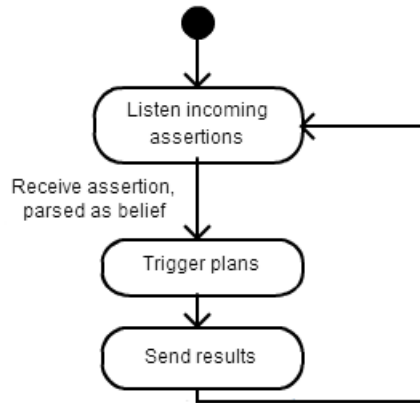 Listen incoming
assertions
Receive assertion,
parsed as belief
Trigger plans
Send results